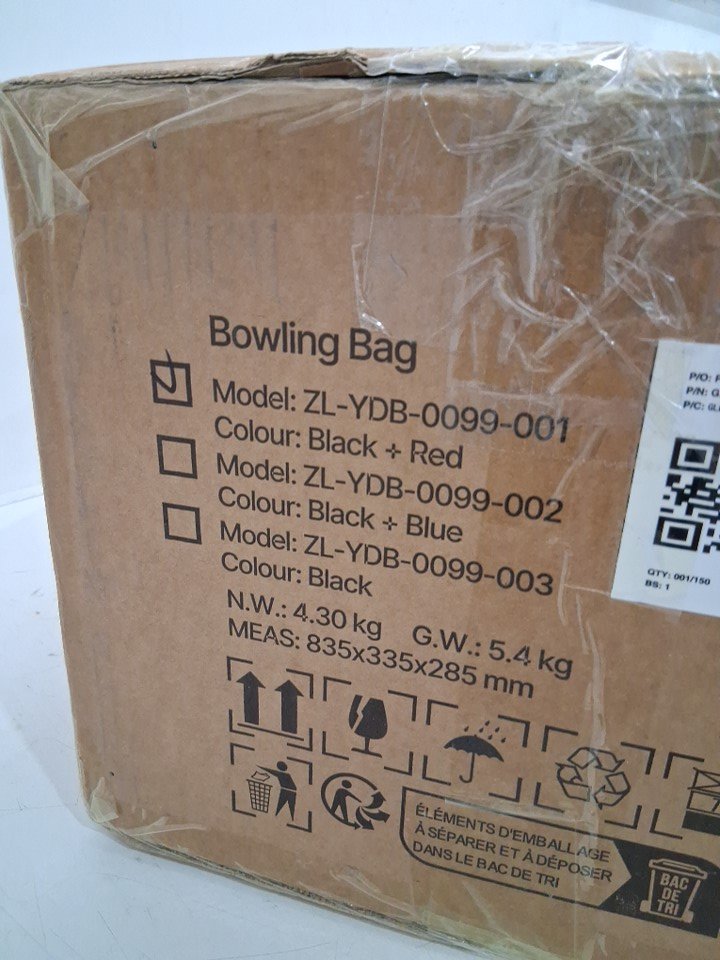 Bowling Bag
Model: ZL-YDB-0099-001
Colour: Black + Red
Model: ZL-YDB-0099-002
Colour: Black + Blue
Model: ZL-YDB-0099-003
Colour: Black
N.W.: 4.30 kg G.W.: 5.4 kg
MEAS: 835x335x285 mm
P/O:
P/N:
P/C:
QTY: 001/150
BS: 1
ÉLÉMENTS D'EMBALLAGE
À SÉPARER ET À DÉPOSER
DANS LE BAC DE TRI
BAC
DE
TRI